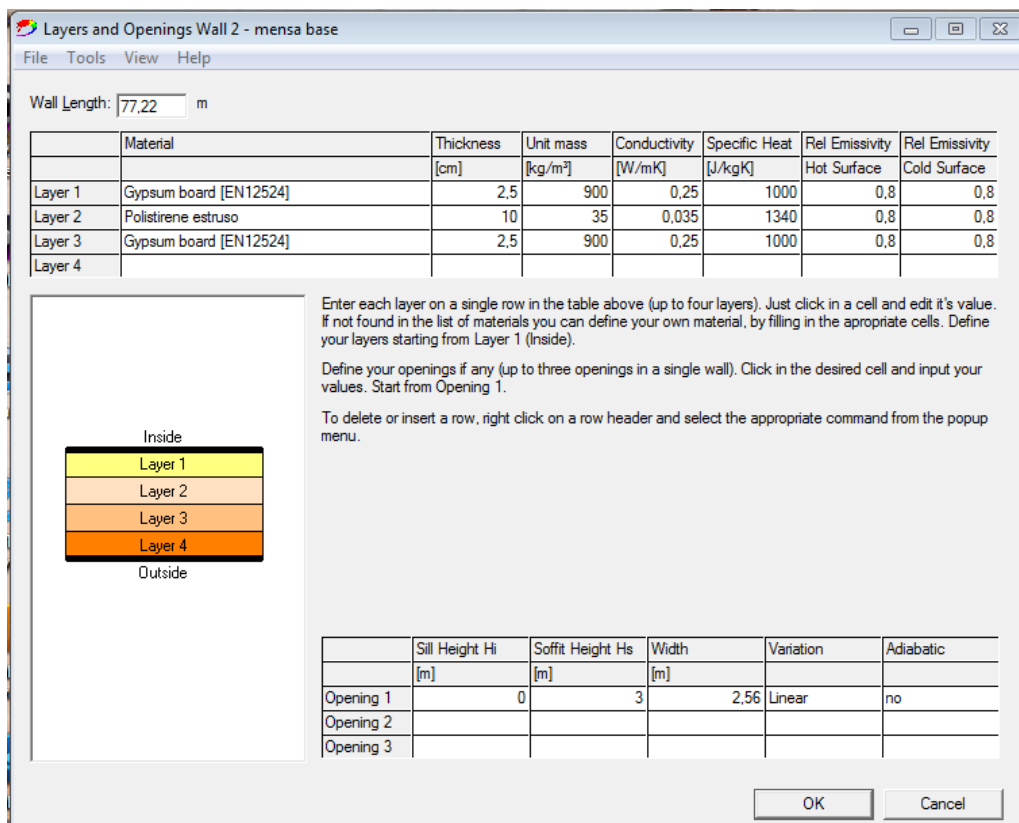 Layers and Openings Wall 2 - mensa base
File Tools View Help
Wall Length: 77,22 m
Material Thickness Unit mass Conductivity Specific Heat Rel Emissivity Rel Emissivity
[cm] [kg/m³] [W/mK] [J/kgK] Hot Surface Cold Surface
Layer 1 Gypsum board [EN12524] 2,5 900 0,25 1000 0,8 0,8
Layer 2 Polistirene estruso 10 35 0,035 1340 0,8 0,8
Layer 3 Gypsum board [EN12524] 2,5 900 0,25 1000 0,8 0,8
Layer 4
Enter each layer on a single row in the table above (up to four layers). Just click in a cell and edit it's value.
If not found in the list of materials you can define your own material, by filling in the apropriate cells. Define
your layers starting from Layer 1 (Inside).
Define your openings if any (up to three openings in a single wall). Click in the desired cell and input your
values. Start from Opening 1.
To delete or insert a row, right click on a row header and select the appropriate command from the popup
menu.
Inside
Layer 1
Layer 2
Layer 3
Layer 4
Outside
Sill Height Hi Soffit Height Hs Width Variation Adiabatic
[m] [m] [m]
Opening 1 0 3 2,56 Linear no
Opening 2
Opening 3
OK Cancel